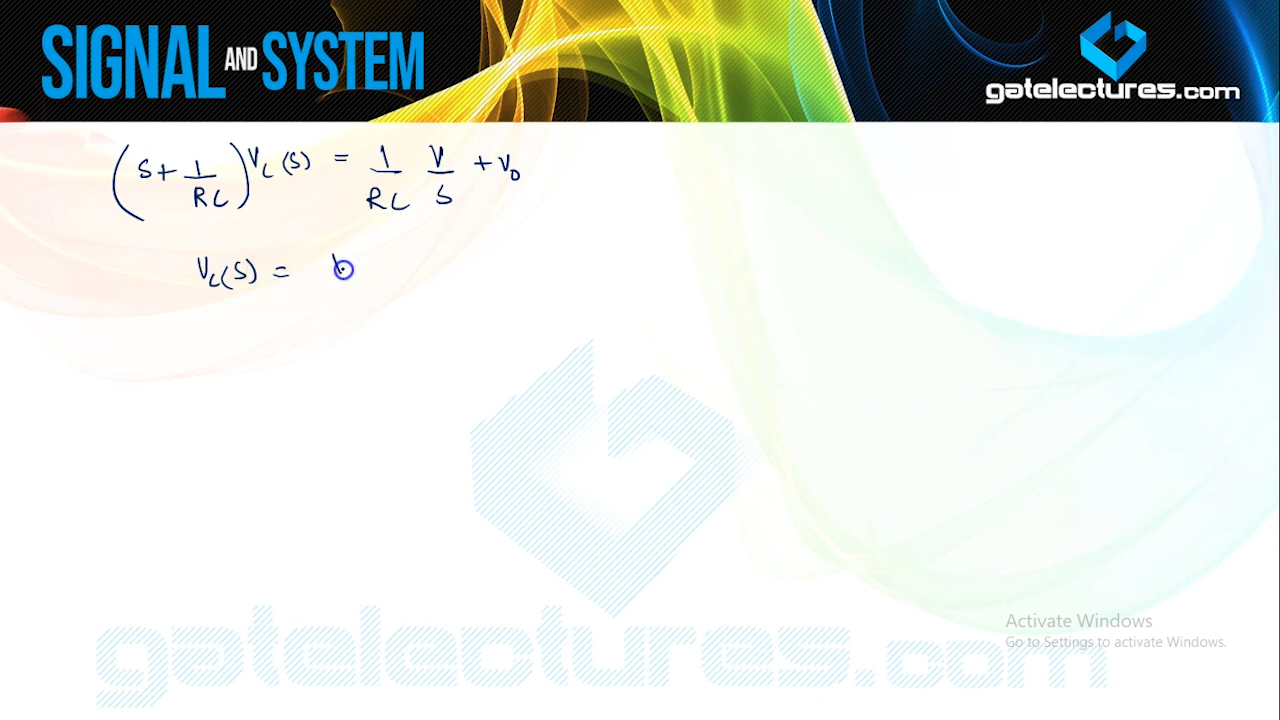 SIGNAL AND SYSTEM
gatelectures.com
(S + 1/RC) Vc(S) = 1/RC V/S + V0
Vc(S) =
gatelectures.com
Activate Windows
Go to Settings to activate Windows.